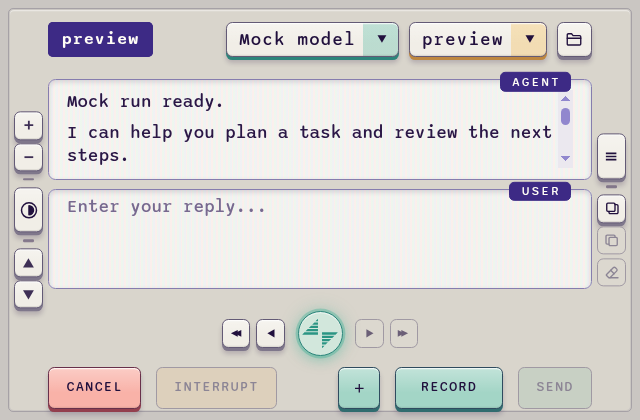 preview
Mock model
preview
AGENT
Mock run ready.
I can help you plan a task and review the next
steps.
USER
Enter your reply...
CANCEL
INTERRUPT
+
RECORD
SEND